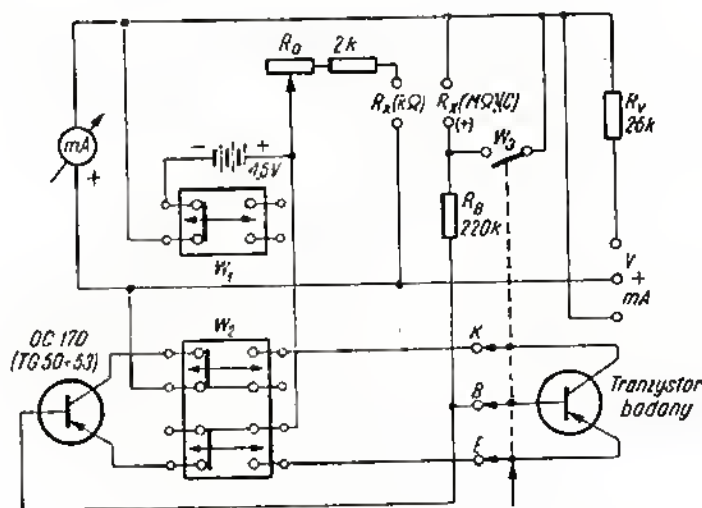 R₀ 2k
Rₓ(kΩ)
Rₓ(MΩ)(C)
(+)
W₃
Rᵥ
26k
mA
+
- +
4,5V
W₁
R_B
220k
V
+
mA
OC 170
(TG 50÷53)
W₂
K
B
E
Tranzystor
badany